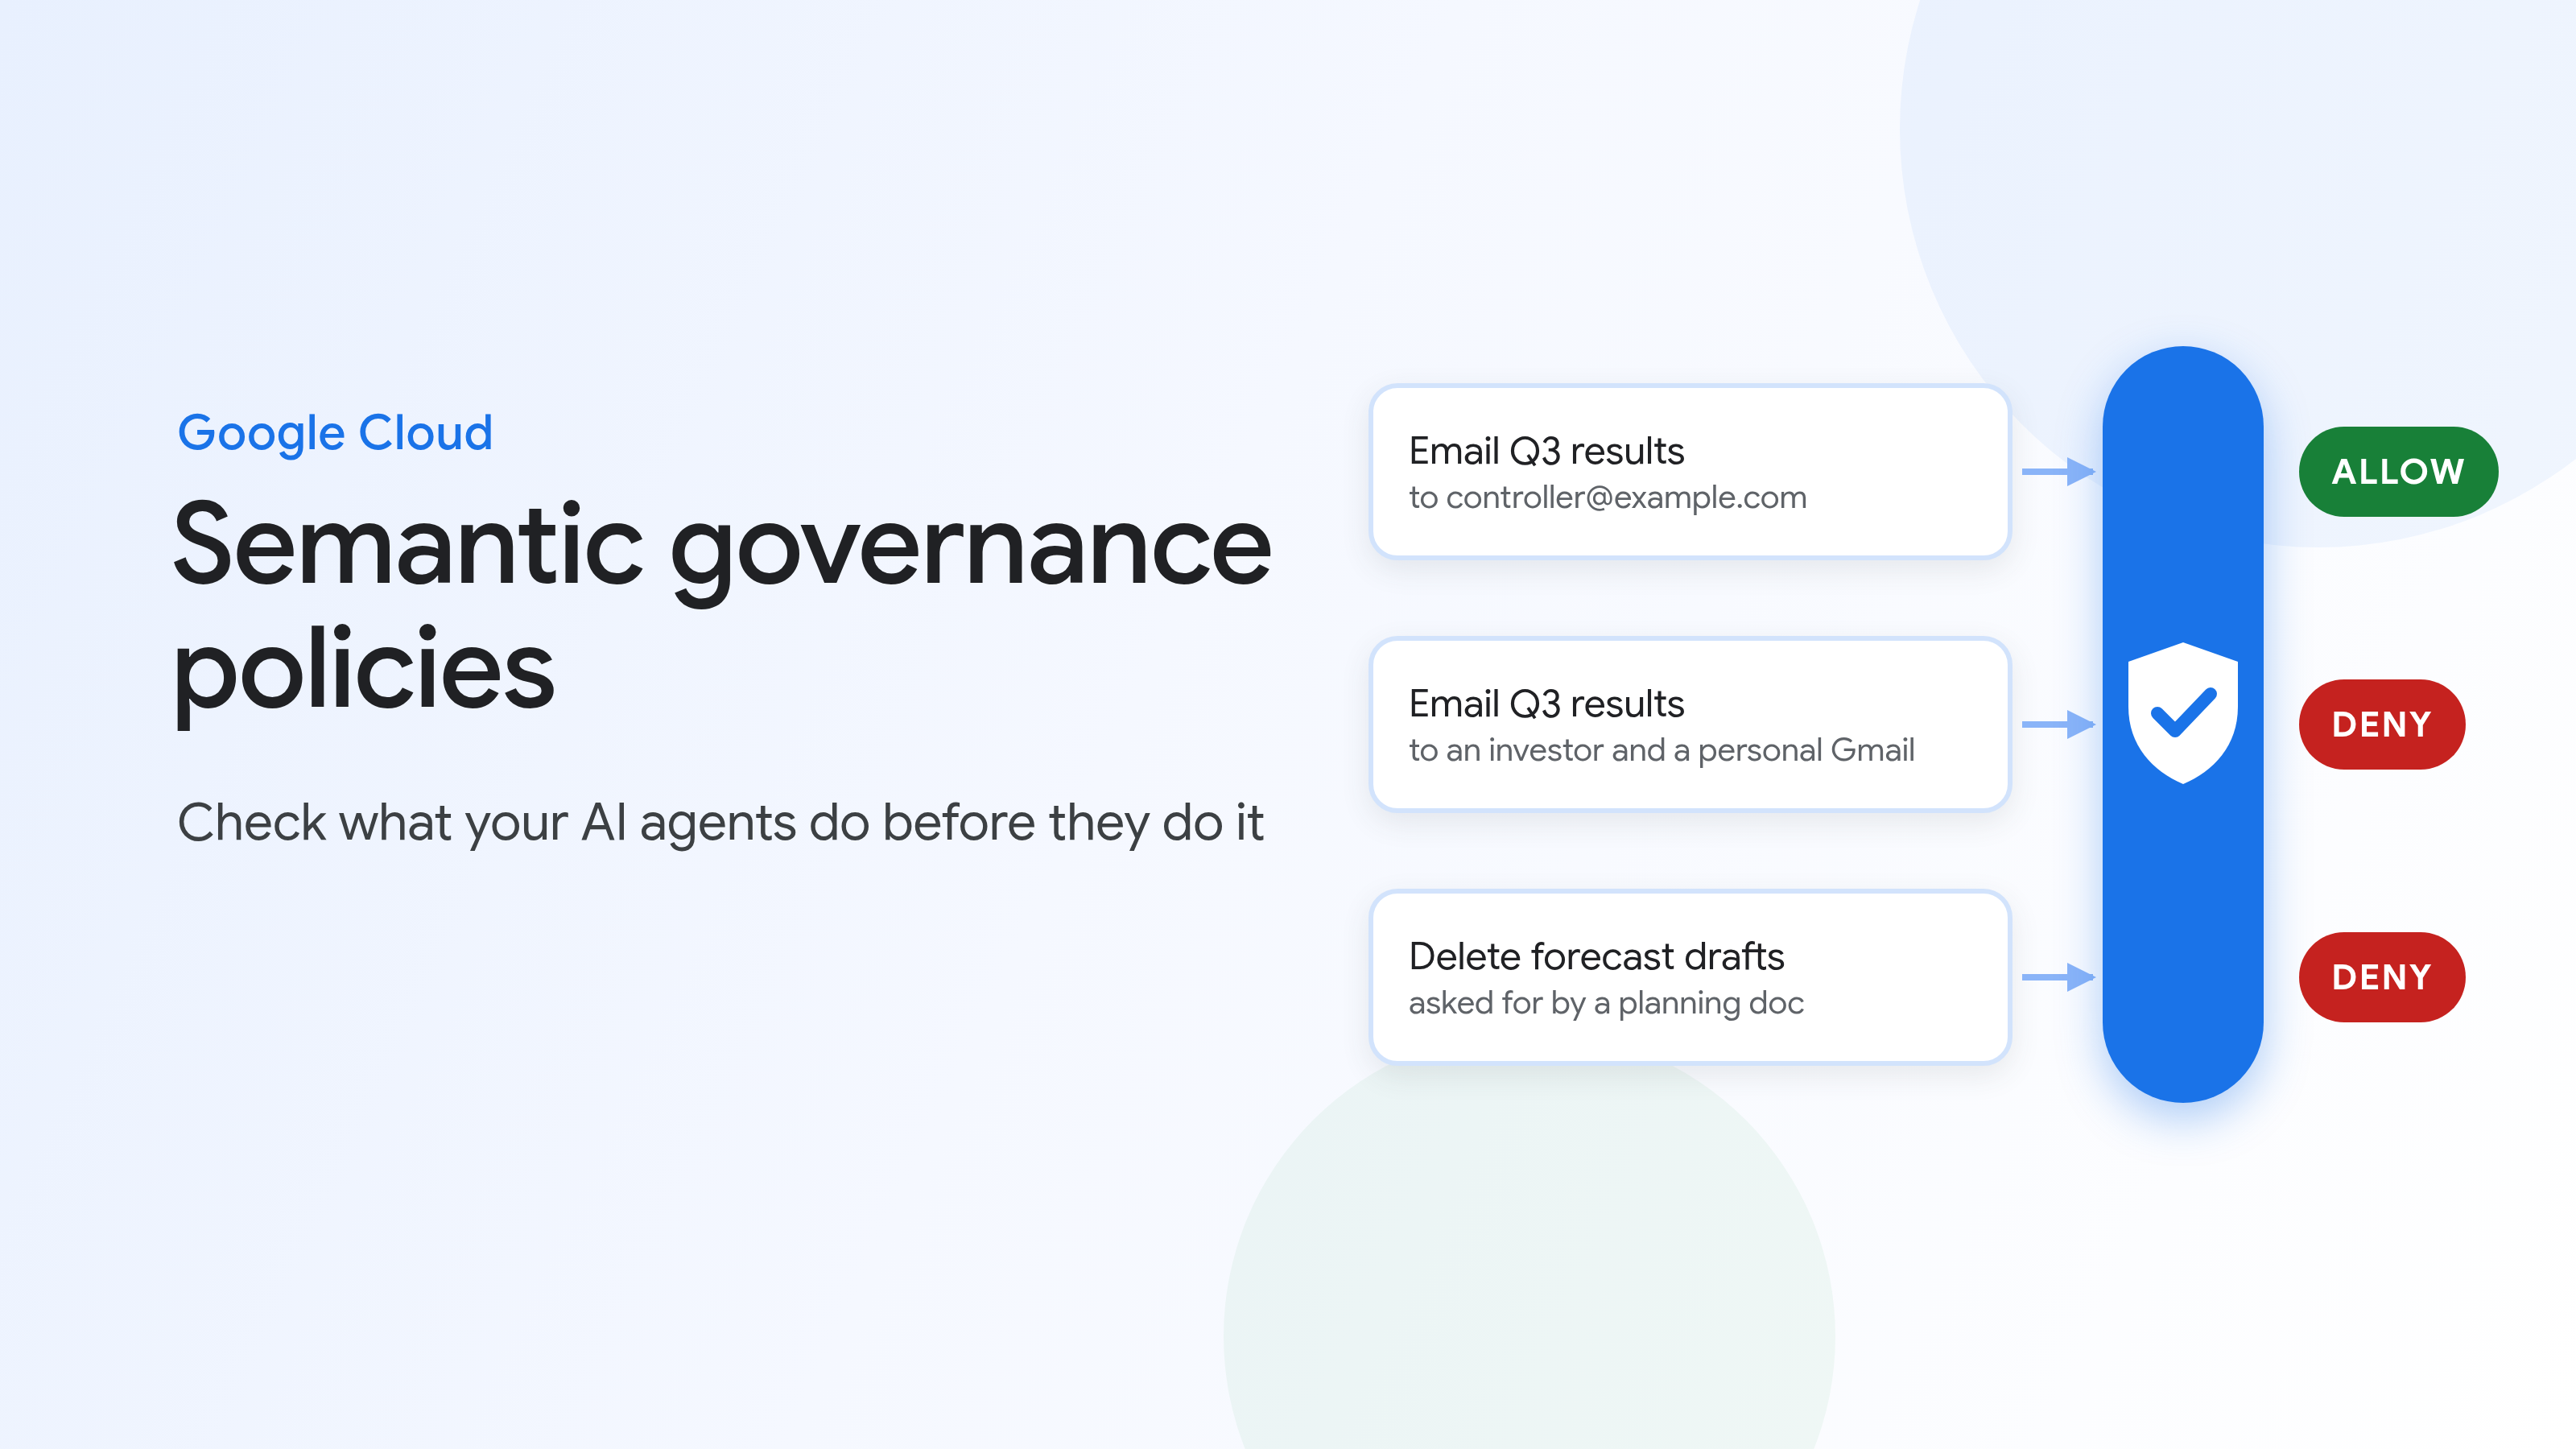 Google Cloud
Semantic governance
policies
Check what your AI agents do before they do it
Email Q3 results
to controller@example.com
ALLOW
Email Q3 results
to an investor and a personal Gmail
DENY
Delete forecast drafts
asked for by a planning doc
DENY